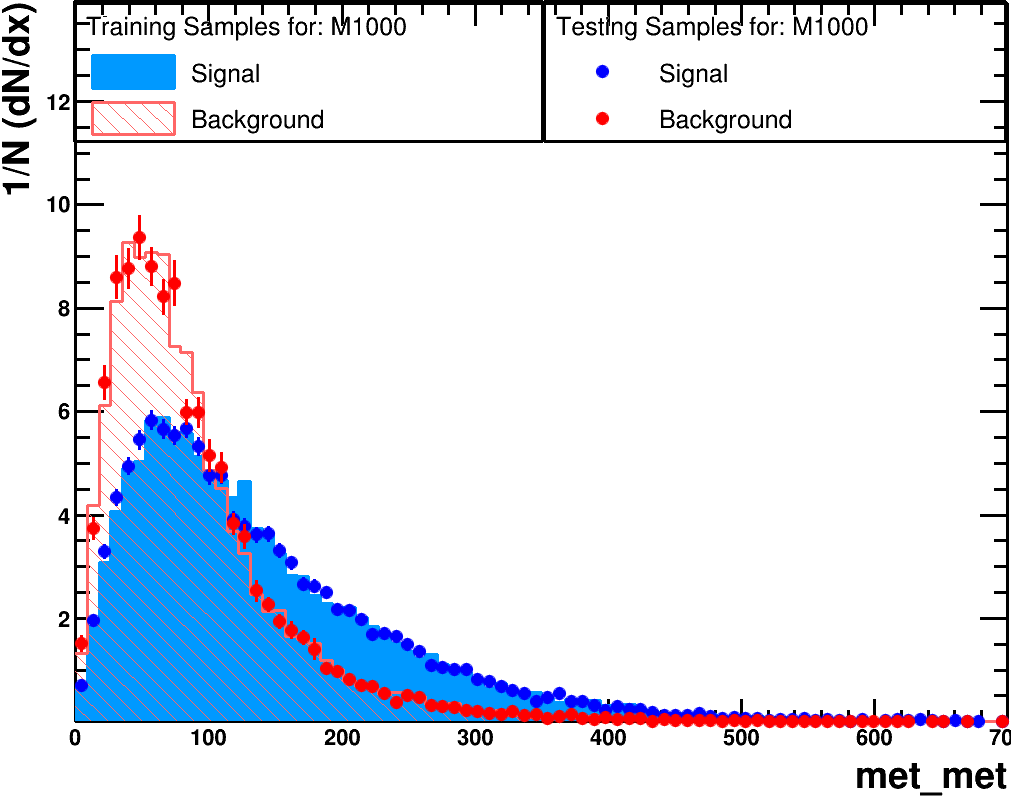 1/N (dN/dx)
Training Samples for: M1000
Signal
Background
Testing Samples for: M1000
Signal
Background
12
10
8
6
4
2
0 100 200 300 400 500 600 70
met_met